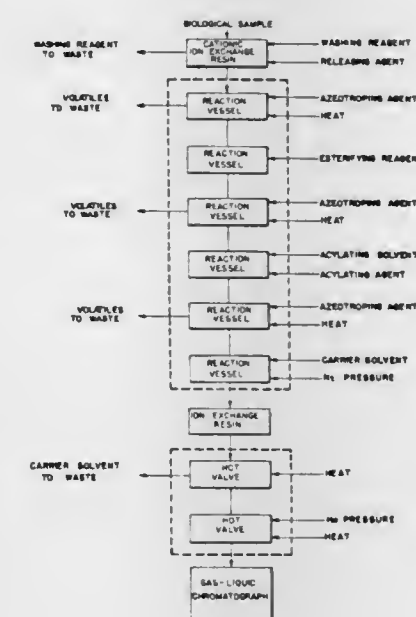 BIOLOGICAL SAMPLE
WASHING REAGENT
TO WASTE
CATIONIC
ION EXCHANGE
RESIN
WASHING REAGENT
RELEASING AGENT
VOLATILES
TO WASTE
REACTION
VESSEL
AZEOTROPING AGENT
HEAT
REACTION
VESSEL
ESTERIFYING REAGENT
VOLATILES
TO WASTE
REACTION
VESSEL
AZEOTROPING AGENT
HEAT
REACTION
VESSEL
ACYLATING SOLVENT
ACYLATING AGENT
VOLATILES
TO WASTE
REACTION
VESSEL
AZEOTROPING AGENT
HEAT
REACTION
VESSEL
CARRIER SOLVENT
N₂ PRESSURE
ION EXCHANGE
RESIN
CARRIER SOLVENT
TO WASTE
HOT
VALVE
HEAT
HOT
VALVE
He PRESSURE
HEAT
GAS-LIQUID
CHROMATOGRAPH